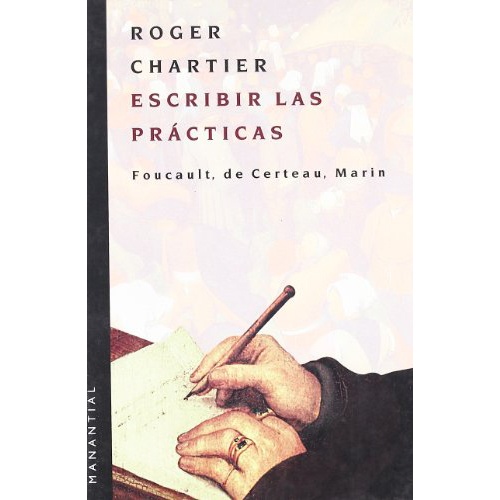 ROGER
CHARTIER
ESCRIBIR LAS
PRÁCTICAS
Foucault, de Certeau, Marin
MANANTIAL